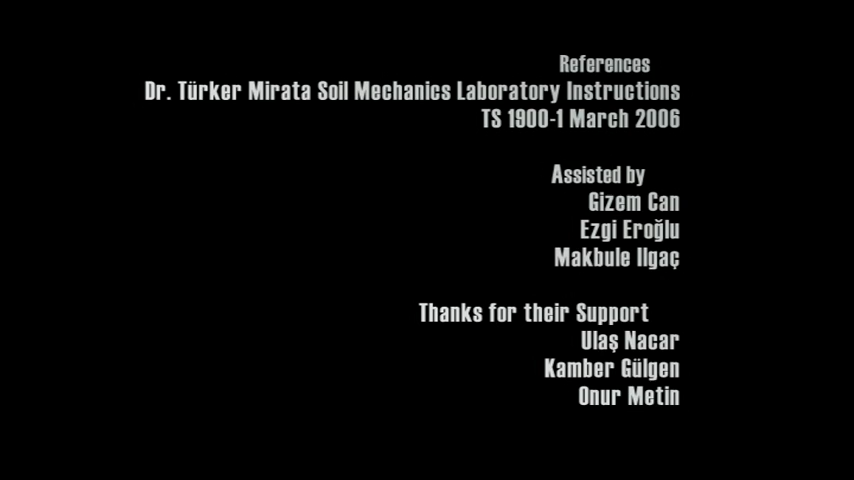 References
Dr. Türker Mirata Soil Mechanics Laboratory Instructions
TS 1900-1 March 2006
Assisted by
Gizem Can
Ezgi Eroğlu
Makbule Ilgaç
Thanks for their Support
Ulaş Nacar
Kamber Gülgen
Onur Metin